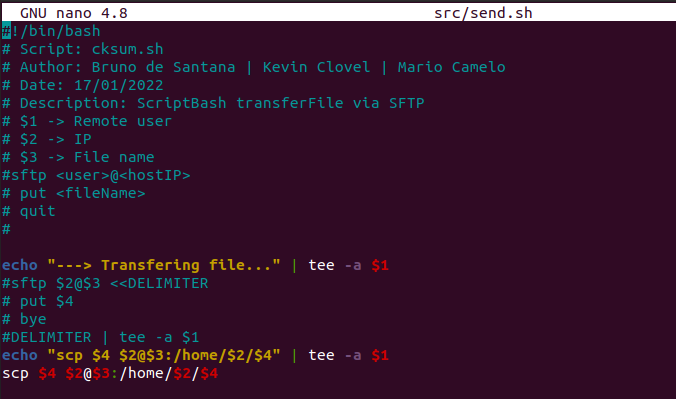 GNU nano 4.8 src/send.sh
#!/bin/bash
# Script: cksum.sh
# Author: Bruno de Santana | Kevin Clovel | Mario Camelo
# Date: 17/01/2022
# Description: ScriptBash transferFile via SFTP
# $1 -> Remote user
# $2 -> IP
# $3 -> File name
#sftp <user>@<hostIP>
# put <fileName>
# quit
#
echo "---> Transfering file..." | tee -a $1
#sftp $2@$3 <<DELIMITER
# put $4
# bye
#DELIMITER | tee -a $1
echo "scp $4 $2@$3:/home/$2/$4" | tee -a $1
scp $4 $2@$3:/home/$2/$4